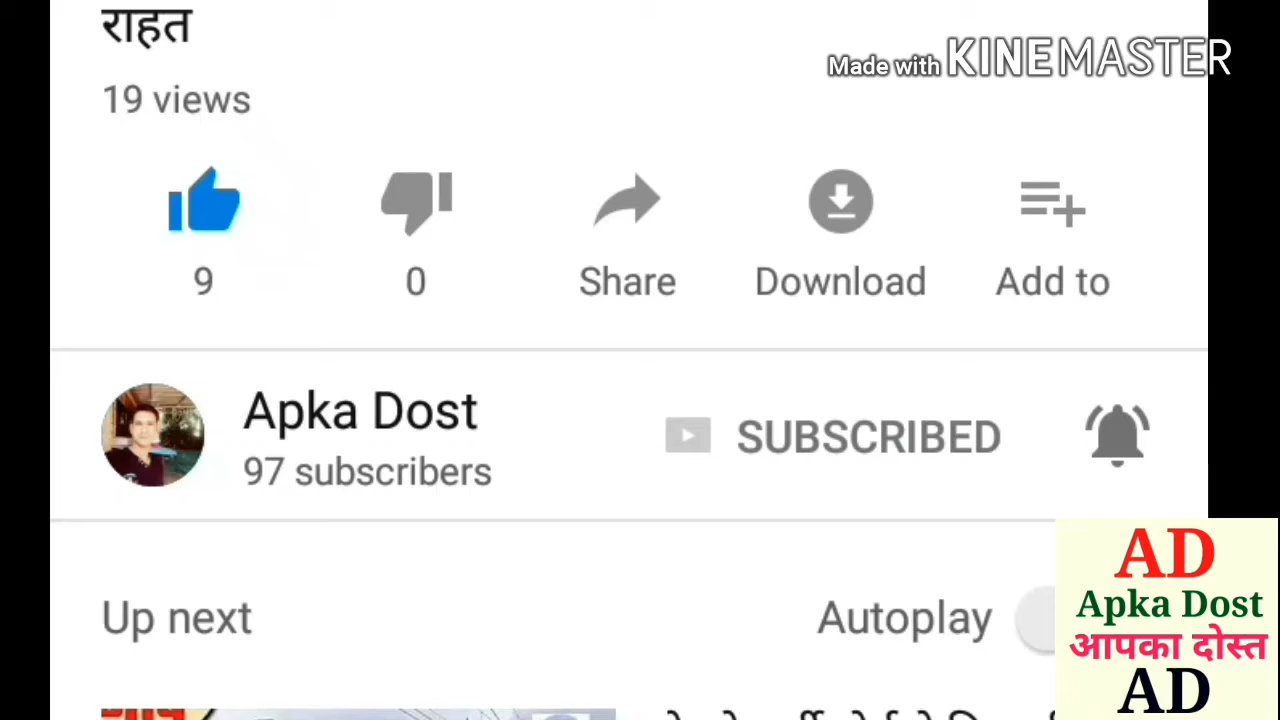 राहत
Made with KINEMASTER
19 views
9
0
Share
Download
Add to
Apka Dost
97 subscribers
SUBSCRIBED
Up next
Autoplay
AD
Apka Dost
आपका दोस्त
AD